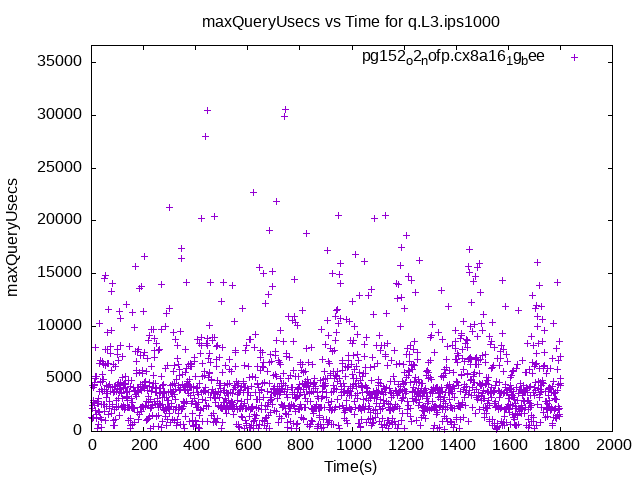 maxQueryUsecs vs Time for q.L3.ips1000
pg152_o2_nofp.cx8a16_1g_bee
35000
30000
25000
20000
15000
10000
5000
0
maxQueryUsecs
0 200 400 600 800 1000 1200 1400 1600 1800 2000
Time(s)